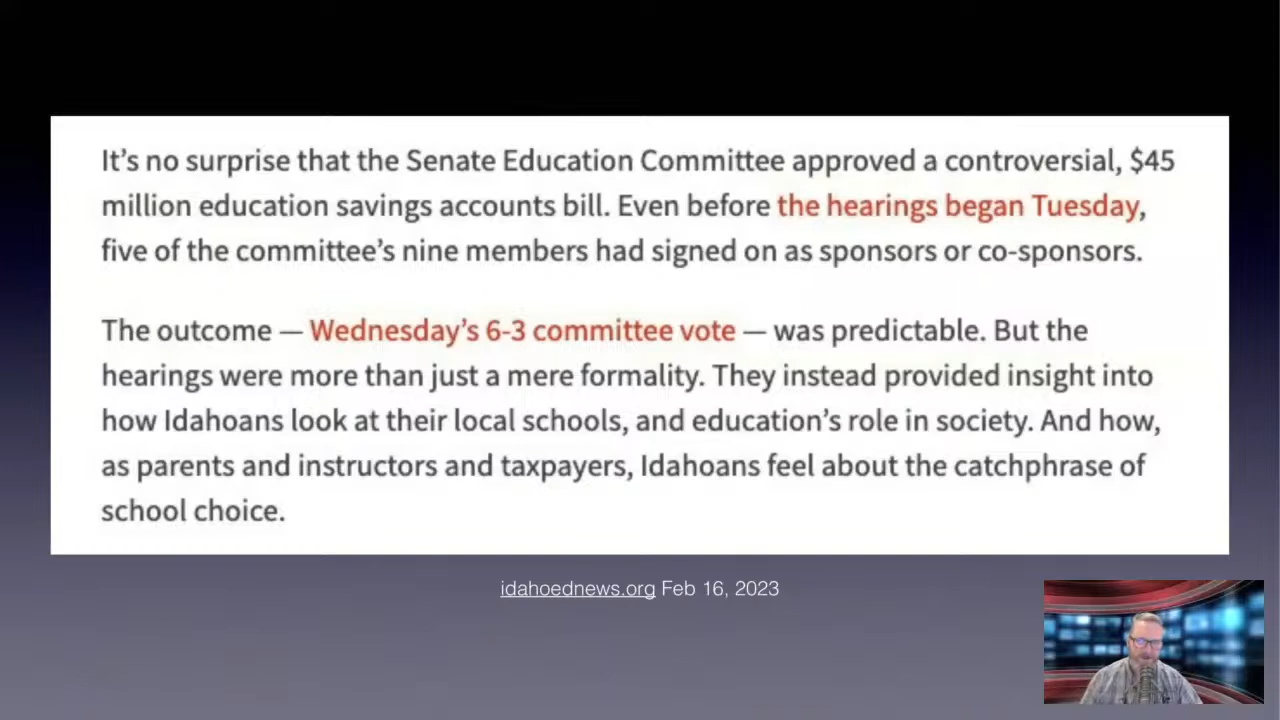 It’s no surprise that the Senate Education Committee approved a controversial, $45
million education savings accounts bill. Even before the hearings began Tuesday,
five of the committee’s nine members had signed on as sponsors or co-sponsors.
The outcome — Wednesday’s 6-3 committee vote — was predictable. But the
hearings were more than just a mere formality. They instead provided insight into
how Idahoans look at their local schools, and education’s role in society. And how,
as parents and instructors and taxpayers, Idahoans feel about the catchphrase of
school choice.
idahoednews.org Feb 16, 2023